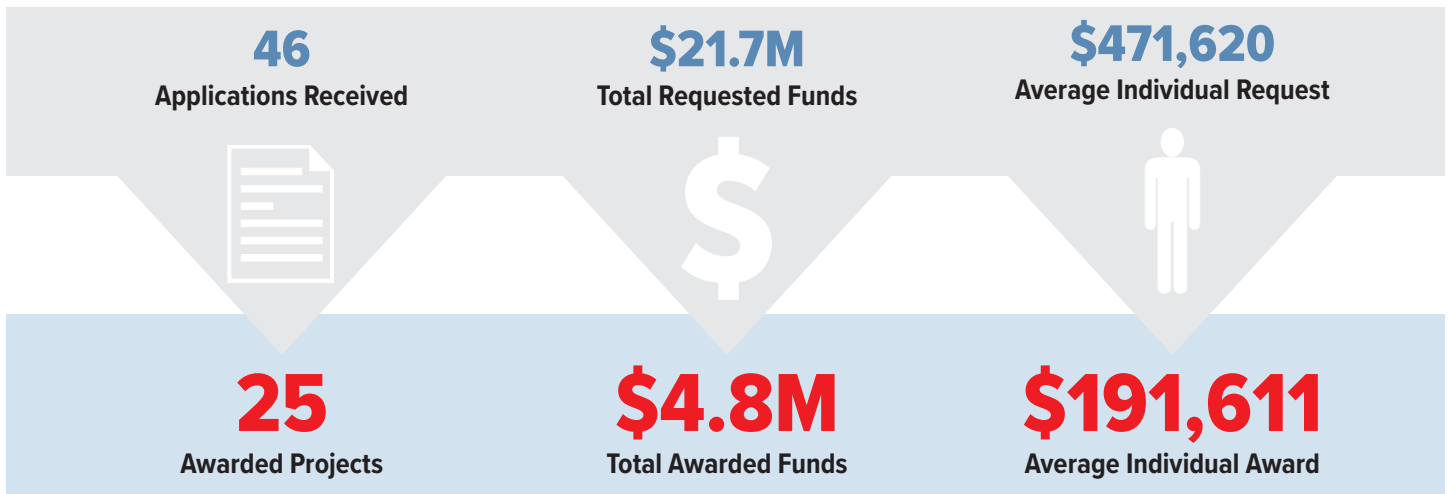 46
Applications Received
$21.7M
Total Requested Funds
$471,620
Average Individual Request
25
Awarded Projects
$4.8M
Total Awarded Funds
$191,611
Average Individual Award